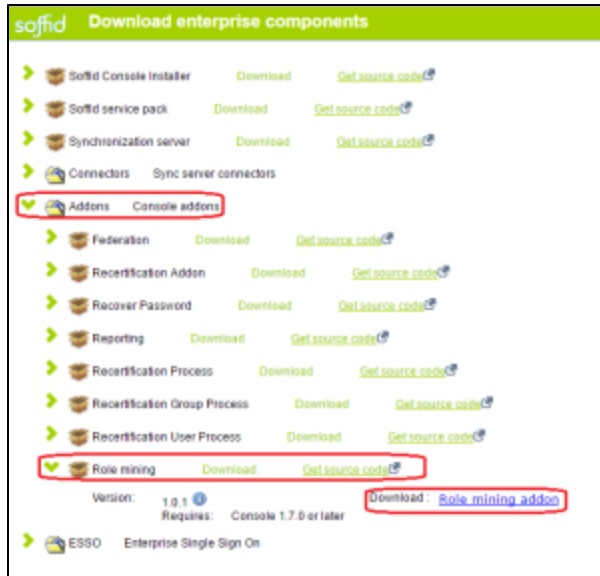 soffid Download enterprise components
Soffid Console Installer Download Get source code
Soffid service pack Download Get source code
Synchronization server Download Get source code
Connectors Sync server connectors
Addons Console addons
Federation Download Get source code
Recertification Addon Download Get source code
Recover Password Download Get source code
Reporting Download Get source code
Recertification Process Download Get source code
Recertification Group Process Download Get source code
Recertification User Process Download Get source code
Role mining Download Get source code
Version: 1.0.1 Download : Role mining addon
Requires: Console 1.7.0 or later
ESSO Enterprise Single Sign On